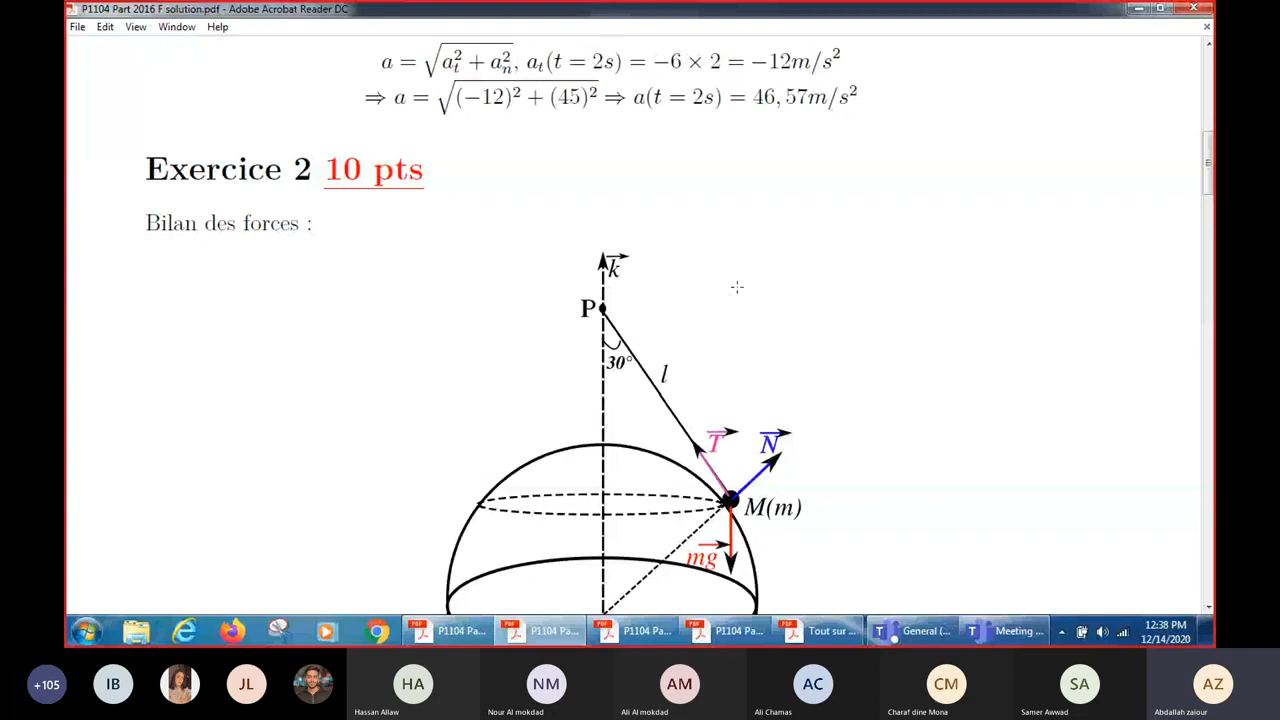 P1104 Part 2016 F solution.pdf - Adobe Acrobat Reader DC
File Edit View Window Help
a = √(a_t² + a_n²), a_t(t = 2s) = −6 × 2 = −12m/s²
⇒ a = √((−12)² + (45)²) ⇒ a(t = 2s) = 46,57m/s²
Exercice 2 10 pts
Bilan des forces :
k
P
30°
l
T
N
M(m)
mg
P1104 Pa... P1104 Pa... P1104 Pa... P1104 Pa... Tout sur ... General (... Meeting ...
12:38 PM
12/14/2020
+105 IB JL HA NM AM AC CM SA AZ
Hassan Allaw Nour Al mokdad Ali Al mokdad Ali Chamas Charaf dine Mona Samer Awwad Abdallah zaiour